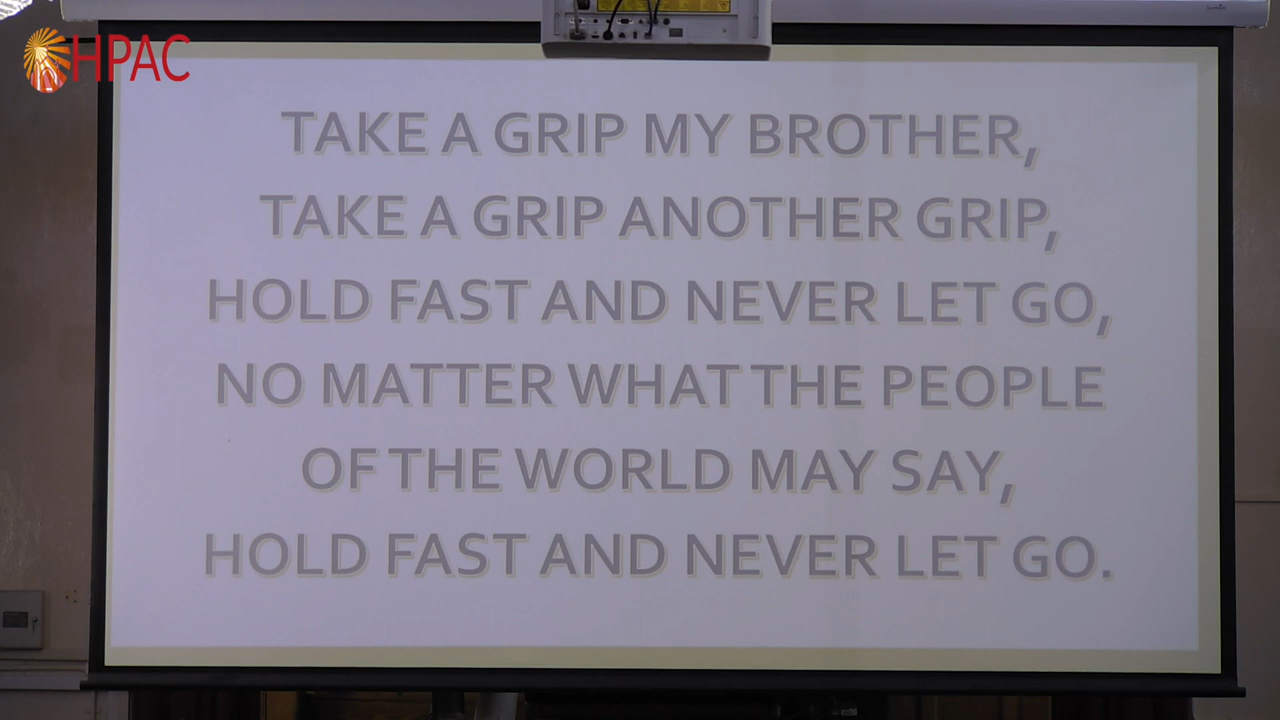 HPAC
TAKE A GRIP MY BROTHER,
TAKE A GRIP ANOTHER GRIP,
HOLD FAST AND NEVER LET GO,
NO MATTER WHAT THE PEOPLE
OF THE WORLD MAY SAY,
HOLD FAST AND NEVER LET GO.